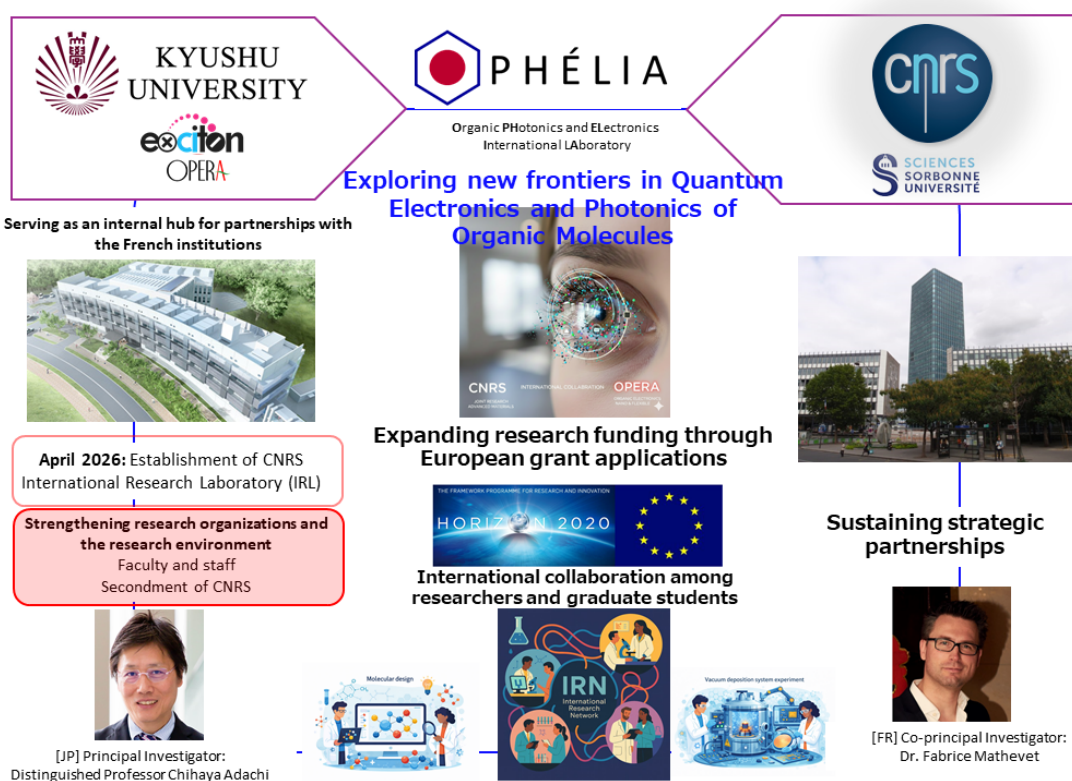 KYUSHU
UNIVERSITY
exciton
OPERA
PHÉLIA
Organic PHotonics and ELectronics
International LAboratory
cnrs
SCIENCES
SORBONNE
UNIVERSITÉ
Exploring new frontiers in Quantum
Electronics and Photonics of
Organic Molecules
Serving as an internal hub for partnerships with
the French institutions
CNRS
JOINT RESEARCH
ADVANCED MATERIALS
INTERNATIONAL COLLABRATION
OPERA
Expanding research funding through
European grant applications
April 2026: Establishment of CNRS
International Research Laboratory (IRL)
THE FRAMEWORK PROGRAMME FOR RESEARCH AND INNOVATION
HORIZON 2020
Strengthening research organizations and
the research environment
Faculty and staff
Secondment of CNRS
Sustaining strategic
partnerships
International collaboration among
researchers and graduate students
Molecular design
IRN
International
Research
Network
Vacuum deposition system experiment
[JP] Principal Investigator:
Distinguished Professor Chihaya Adachi
[FR] Co-principal Investigator:
Dr. Fabrice Mathevet